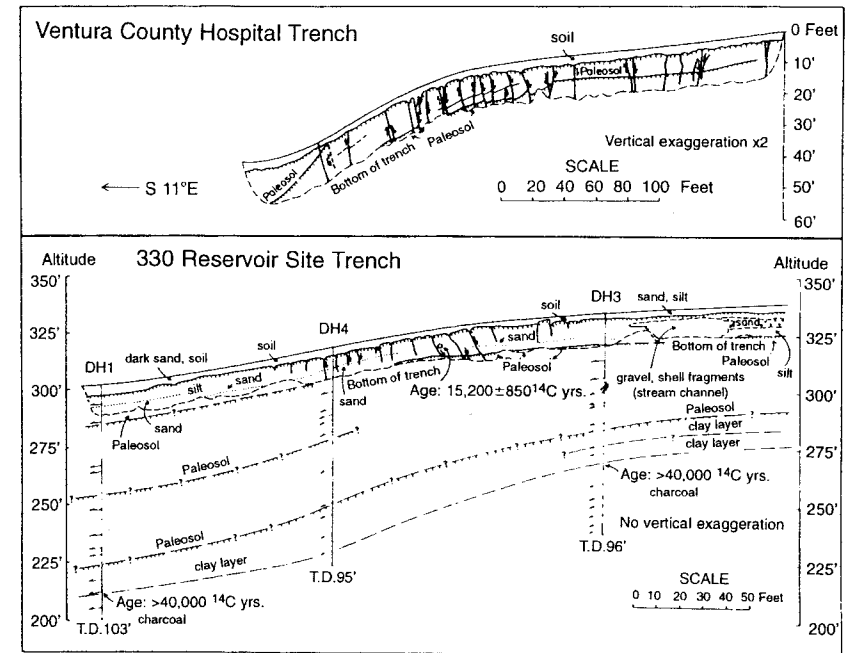 Ventura County Hospital Trench
soil
0 Feet
10'
20'
30'
40'
50'
60'
Paleosol
Paleosol
Bottom of trench
Paleosol
Vertical exaggeration x2
S 11°E
SCALE
0 20 40 60 80 100 Feet
Altitude
330 Reservoir Site Trench
Altitude
350'
325'
300'
275'
250'
225'
200'
350'
325'
300'
275'
250'
225'
200'
DH1
dark sand, soil
soil
DH4
soil
DH3
sand, silt
sand
sand
silt
sand
Bottom of trench
sand
Paleosol
Bottom of trench
Paleosol
silt
gravel, shell fragments
(stream channel)
Age: 15,200±850 14C yrs.
sand
Paleosol
Paleosol
Paleosol
Paleosol
clay layer
clay layer
clay layer
Age: >40,000 14C yrs.
charcoal
No vertical exaggeration
T.D.96'
T.D.95'
Age: >40,000 14C yrs.
charcoal
T.D.103'
SCALE
0 10 20 30 40 50 Feet